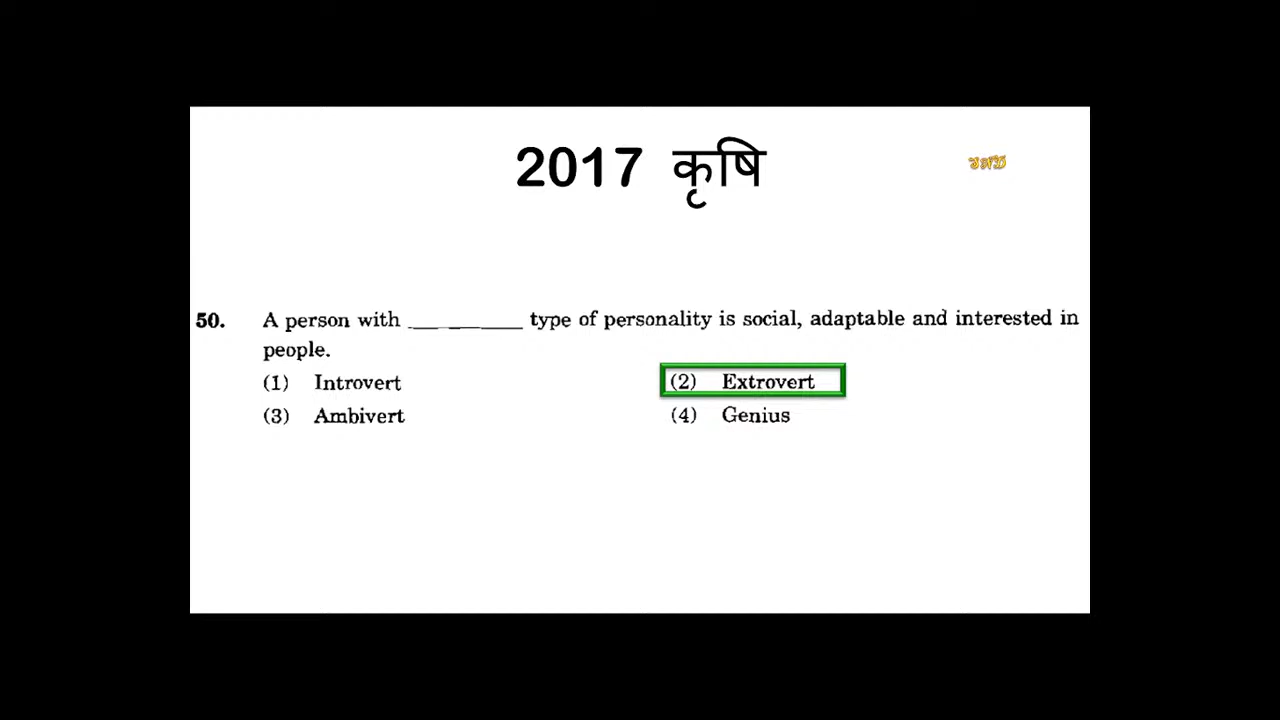 2017 कृषि
50. A person with __________ type of personality is social, adaptable and interested in
people.
(1) Introvert (2) Extrovert
(3) Ambivert (4) Genius